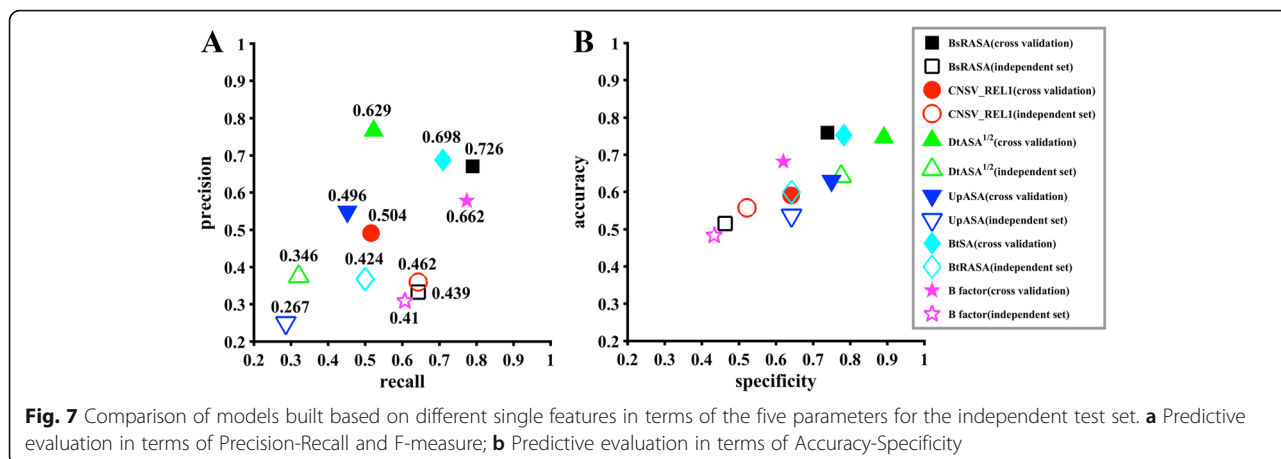 A
precision
1
0.9
0.8
0.7
0.6
0.5
0.4
0.3
0.2
0.629
0.698
0.726
0.496
0.504
0.662
0.346
0.424
0.462
0.439
0.267
0.41
0.2 0.3 0.4 0.5 0.6 0.7 0.8 0.9 1
recall
B
accuracy
1
0.9
0.8
0.7
0.6
0.5
0.4
0.3
0.2
0.2 0.3 0.4 0.5 0.6 0.7 0.8 0.9 1
specificity
BsRASA(cross validation)
BsRASA(independent set)
CNSV_REL1(cross validation)
CNSV_REL1(independent set)
DtASA1/2(cross validation)
DtASA1/2(independent set)
UpASA(cross validation)
UpASA(independent set)
BtSA(cross validation)
BtRASA(independent set)
B factor(cross validation)
B factor(independent set)
Fig. 7 Comparison of models built based on different single features in terms of the five parameters for the independent test set. a Predictive
evaluation in terms of Precision-Recall and F-measure; b Predictive evaluation in terms of Accuracy-Specificity